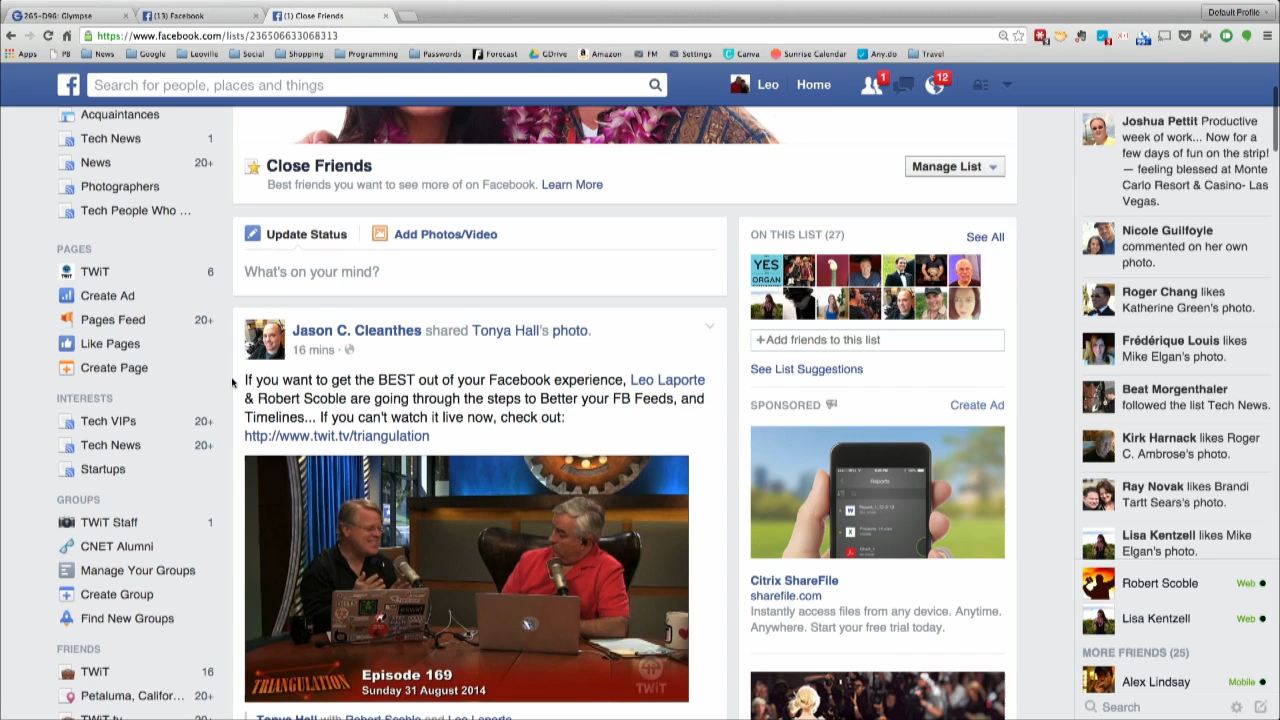 265-D96: Glympse
(13) Facebook
(1) Close Friends
Default Profile
https://www.facebook.com/lists/236506633068313
Apps
PB
News
Google
Leoville
Social
Shopping
Programming
Passwords
Forecast
GDrive
Amazon
FM
Settings
Canva
Sunrise Calendar
Any.do
Travel
Search for people, places and things
Leo
Home
1
12
Acquaintances
Tech News 1
News 20+
Photographers
Tech People Who ...
PAGES
TWiT 6
Create Ad
Pages Feed 20+
Like Pages
Create Page
INTERESTS
Tech VIPs 20+
Tech News 20+
Startups
GROUPS
TWiT Staff 1
CNET Alumni
Manage Your Groups
Create Group
Find New Groups
FRIENDS
TWiT 16
Petaluma, Califor... 20+
TWiT.tv
Close Friends
Best friends you want to see more of on Facebook. Learn More
Manage List
Update Status
Add Photos/Video
What's on your mind?
Jason C. Cleanthes shared Tonya Hall's photo.
16 mins ·
If you want to get the BEST out of your Facebook experience, Leo Laporte
& Robert Scoble are going through the steps to Better your FB Feeds, and
Timelines... If you can't watch it live now, check out:
http://www.twit.tv/triangulation
TRIANGULATION
Episode 169
Sunday 31 August 2014
TWiT
Tonya Hall with Robert Scoble and Leo Laporte
ON THIS LIST (27)
See All
YES
ORGAN
+Add friends to this list
See List Suggestions
SPONSORED
Create Ad
Reports
Citrix ShareFile
sharefile.com
Instantly access files from any device. Anytime.
Anywhere. Start your free trial today.
Joshua Pettit Productive
week of work... Now for a
few days of fun on the strip!
— feeling blessed at Monte
Carlo Resort & Casino- Las
Vegas.
Nicole Guilfoyle
commented on her own
photo.
Roger Chang likes
Katherine Green's photo.
Frédérique Louis likes
Mike Elgan's photo.
Beat Morgenthaler
followed the list Tech News.
Kirk Harnack likes Roger
C. Ambrose's photo.
Ray Novak likes Brandi
Tartt Sears's photo.
Lisa Kentzell likes Mike
Elgan's photo.
Robert Scoble Web
Lisa Kentzell Web
MORE FRIENDS (25)
Alex Lindsay Mobile
Search